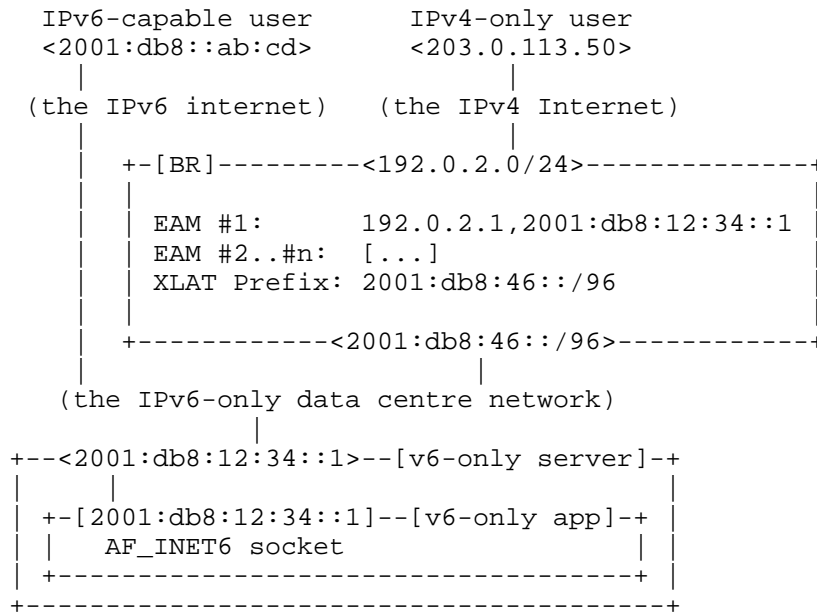 IPv6-capable user        IPv4-only user
<2001:db8::ab:cd>      <203.0.113.50>
(the IPv6 internet)   (the IPv4 Internet)
+-[BR]---------<192.0.2.0/24>--------------+
EAM #1:      192.0.2.1,2001:db8:12:34::1
EAM #2..#n:  [...]
XLAT Prefix: 2001:db8:46::/96
+------------<2001:db8:46::/96>------------+
(the IPv6-only data centre network)
+--<2001:db8:12:34::1>--[v6-only server]-+
+-[2001:db8:12:34::1]--[v6-only app]-+
AF_INET6 socket